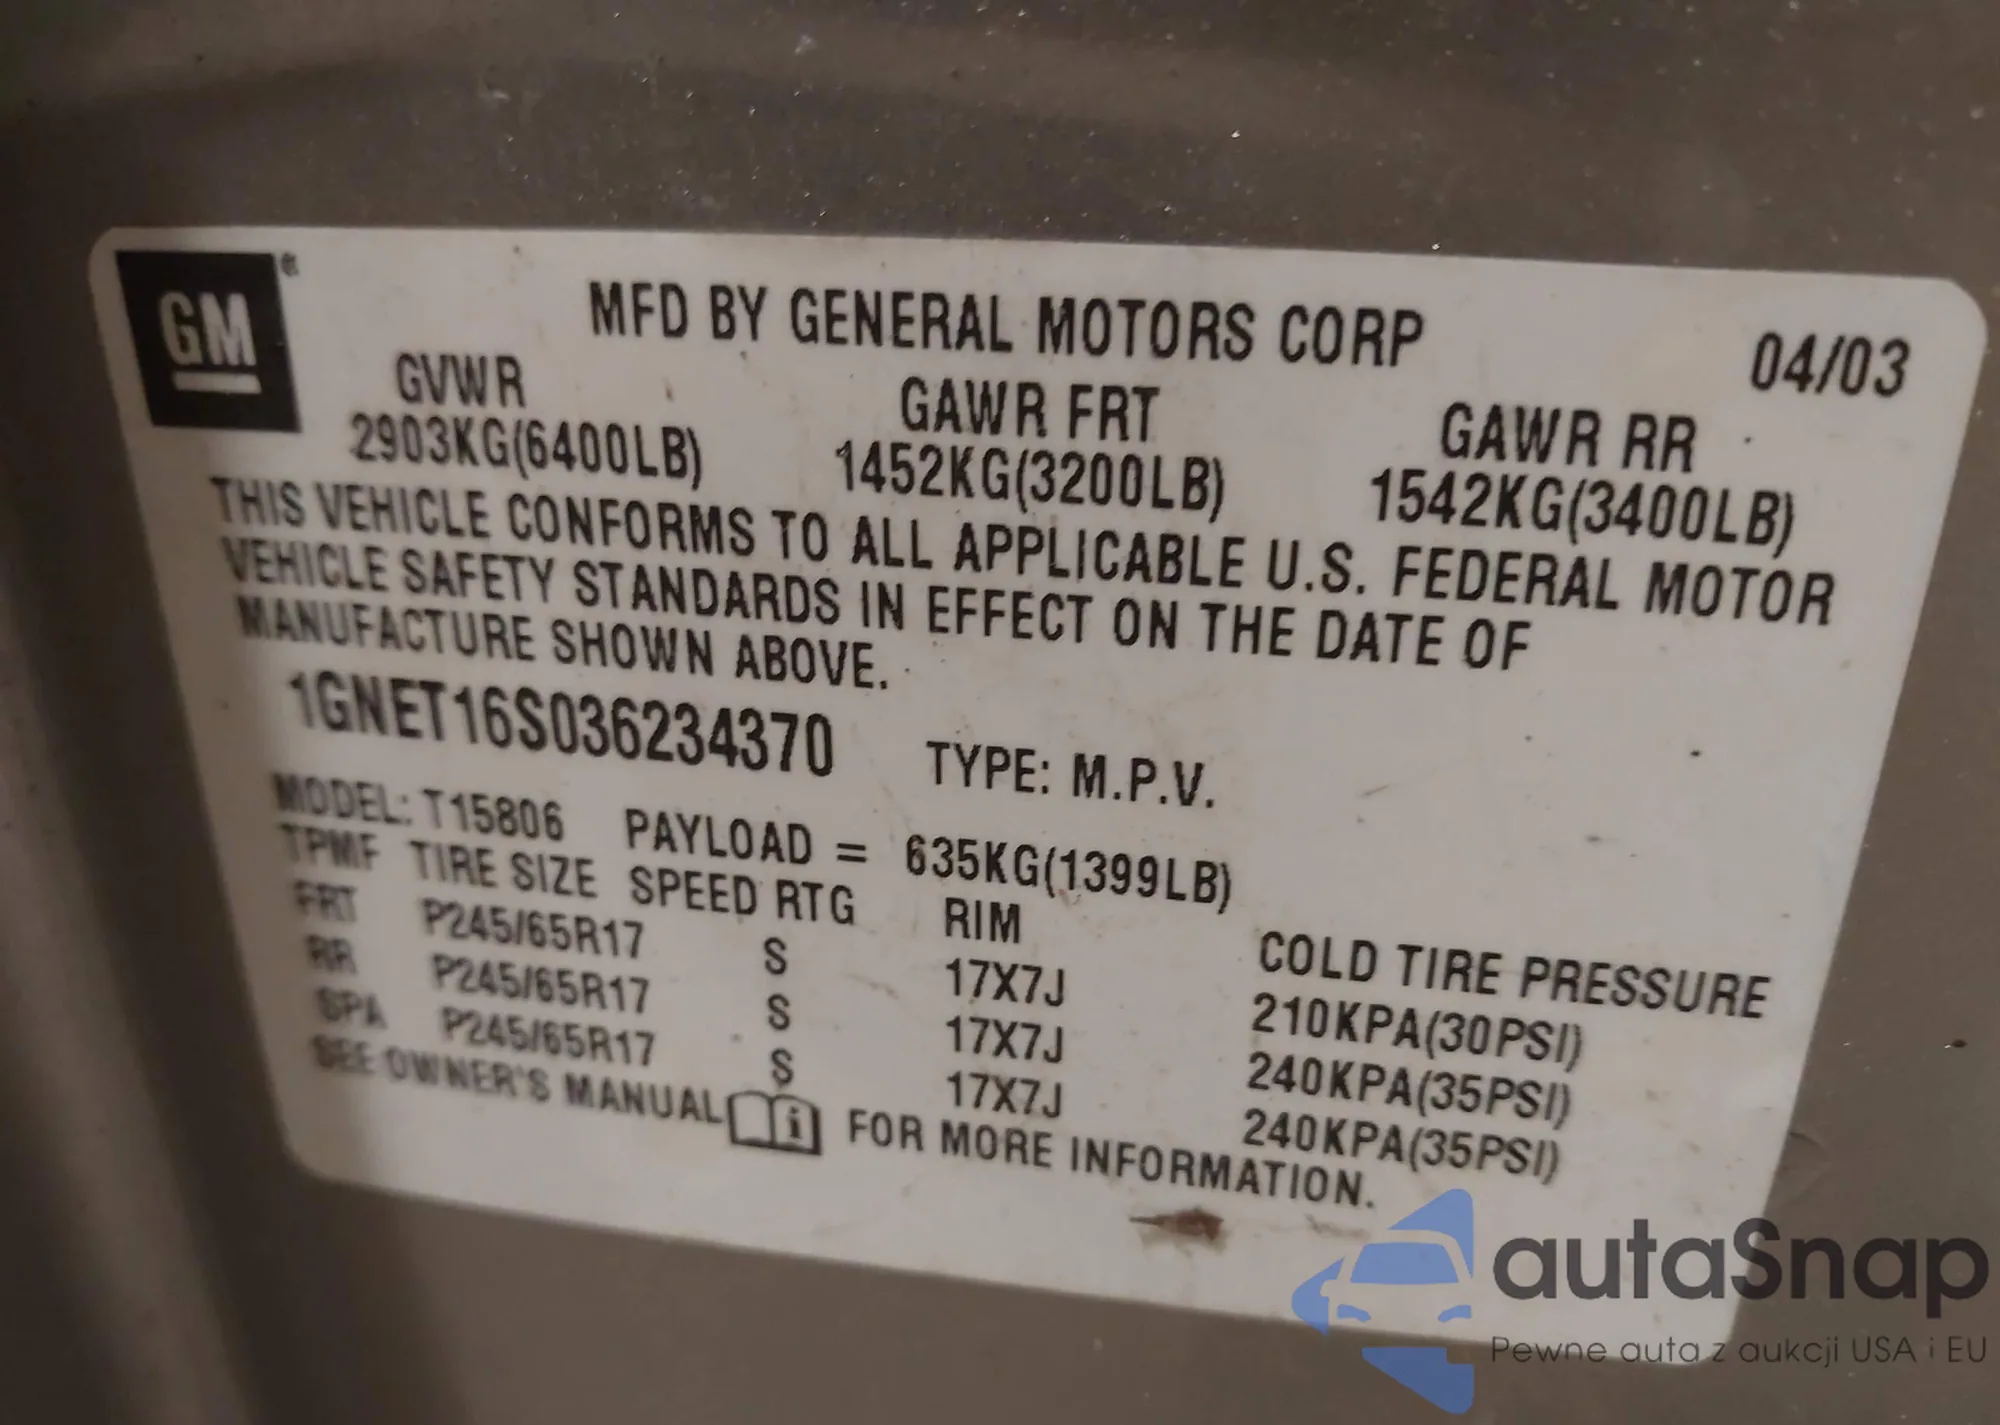 GM
MFD BY GENERAL MOTORS CORP 04/03
GVWR GAWR FRT GAWR RR
2903KG(6400LB) 1452KG(3200LB) 1542KG(3400LB)
THIS VEHICLE CONFORMS TO ALL APPLICABLE U.S. FEDERAL MOTOR
VEHICLE SAFETY STANDARDS IN EFFECT ON THE DATE OF
MANUFACTURE SHOWN ABOVE.
1GNET16S036234370 TYPE: M.P.V.
MODEL: T15806 PAYLOAD = 635KG(1399LB)
TPMF TIRE SIZE SPEED RTG RIM COLD TIRE PRESSURE
FRT P245/65R17 S 17X7J 210KPA(30PSI)
RR P245/65R17 S 17X7J 240KPA(35PSI)
SPA P245/65R17 S 17X7J 240KPA(35PSI)
SEE OWNER'S MANUAL i FOR MORE INFORMATION.
autaSnap
Pewne auta z aukcji USA i EU